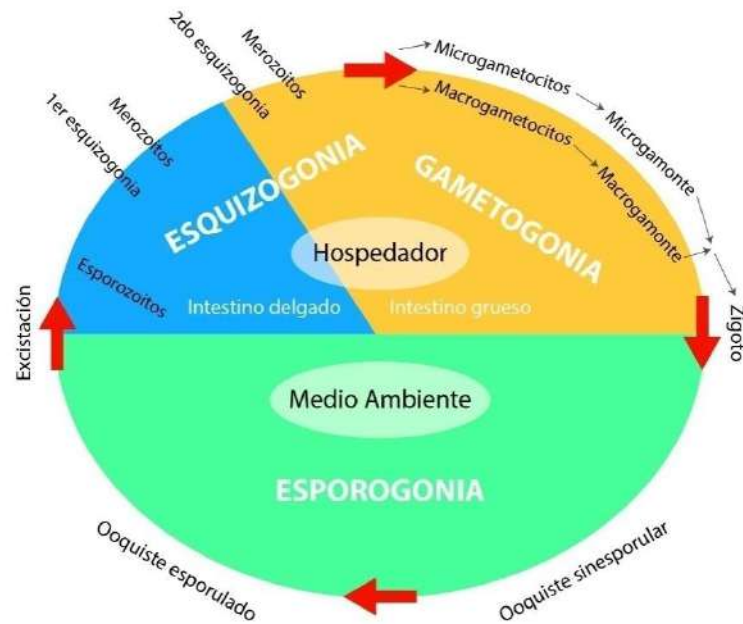 2do esquizogonia
Merozoitos
1er esquizogonia
Merozoitos
Microgametocitos
Macrogametocitos
Microgamonte
Macrogamonte
ESQUIZOGONIA
GAMETOGONIA
Hospedador
Esporozoitos
Intestino delgado
Intestino grueso
Excistación
Zigoto
Medio Ambiente
ESPOROGONIA
Ooquiste esporulado
Ooquiste sinesporular